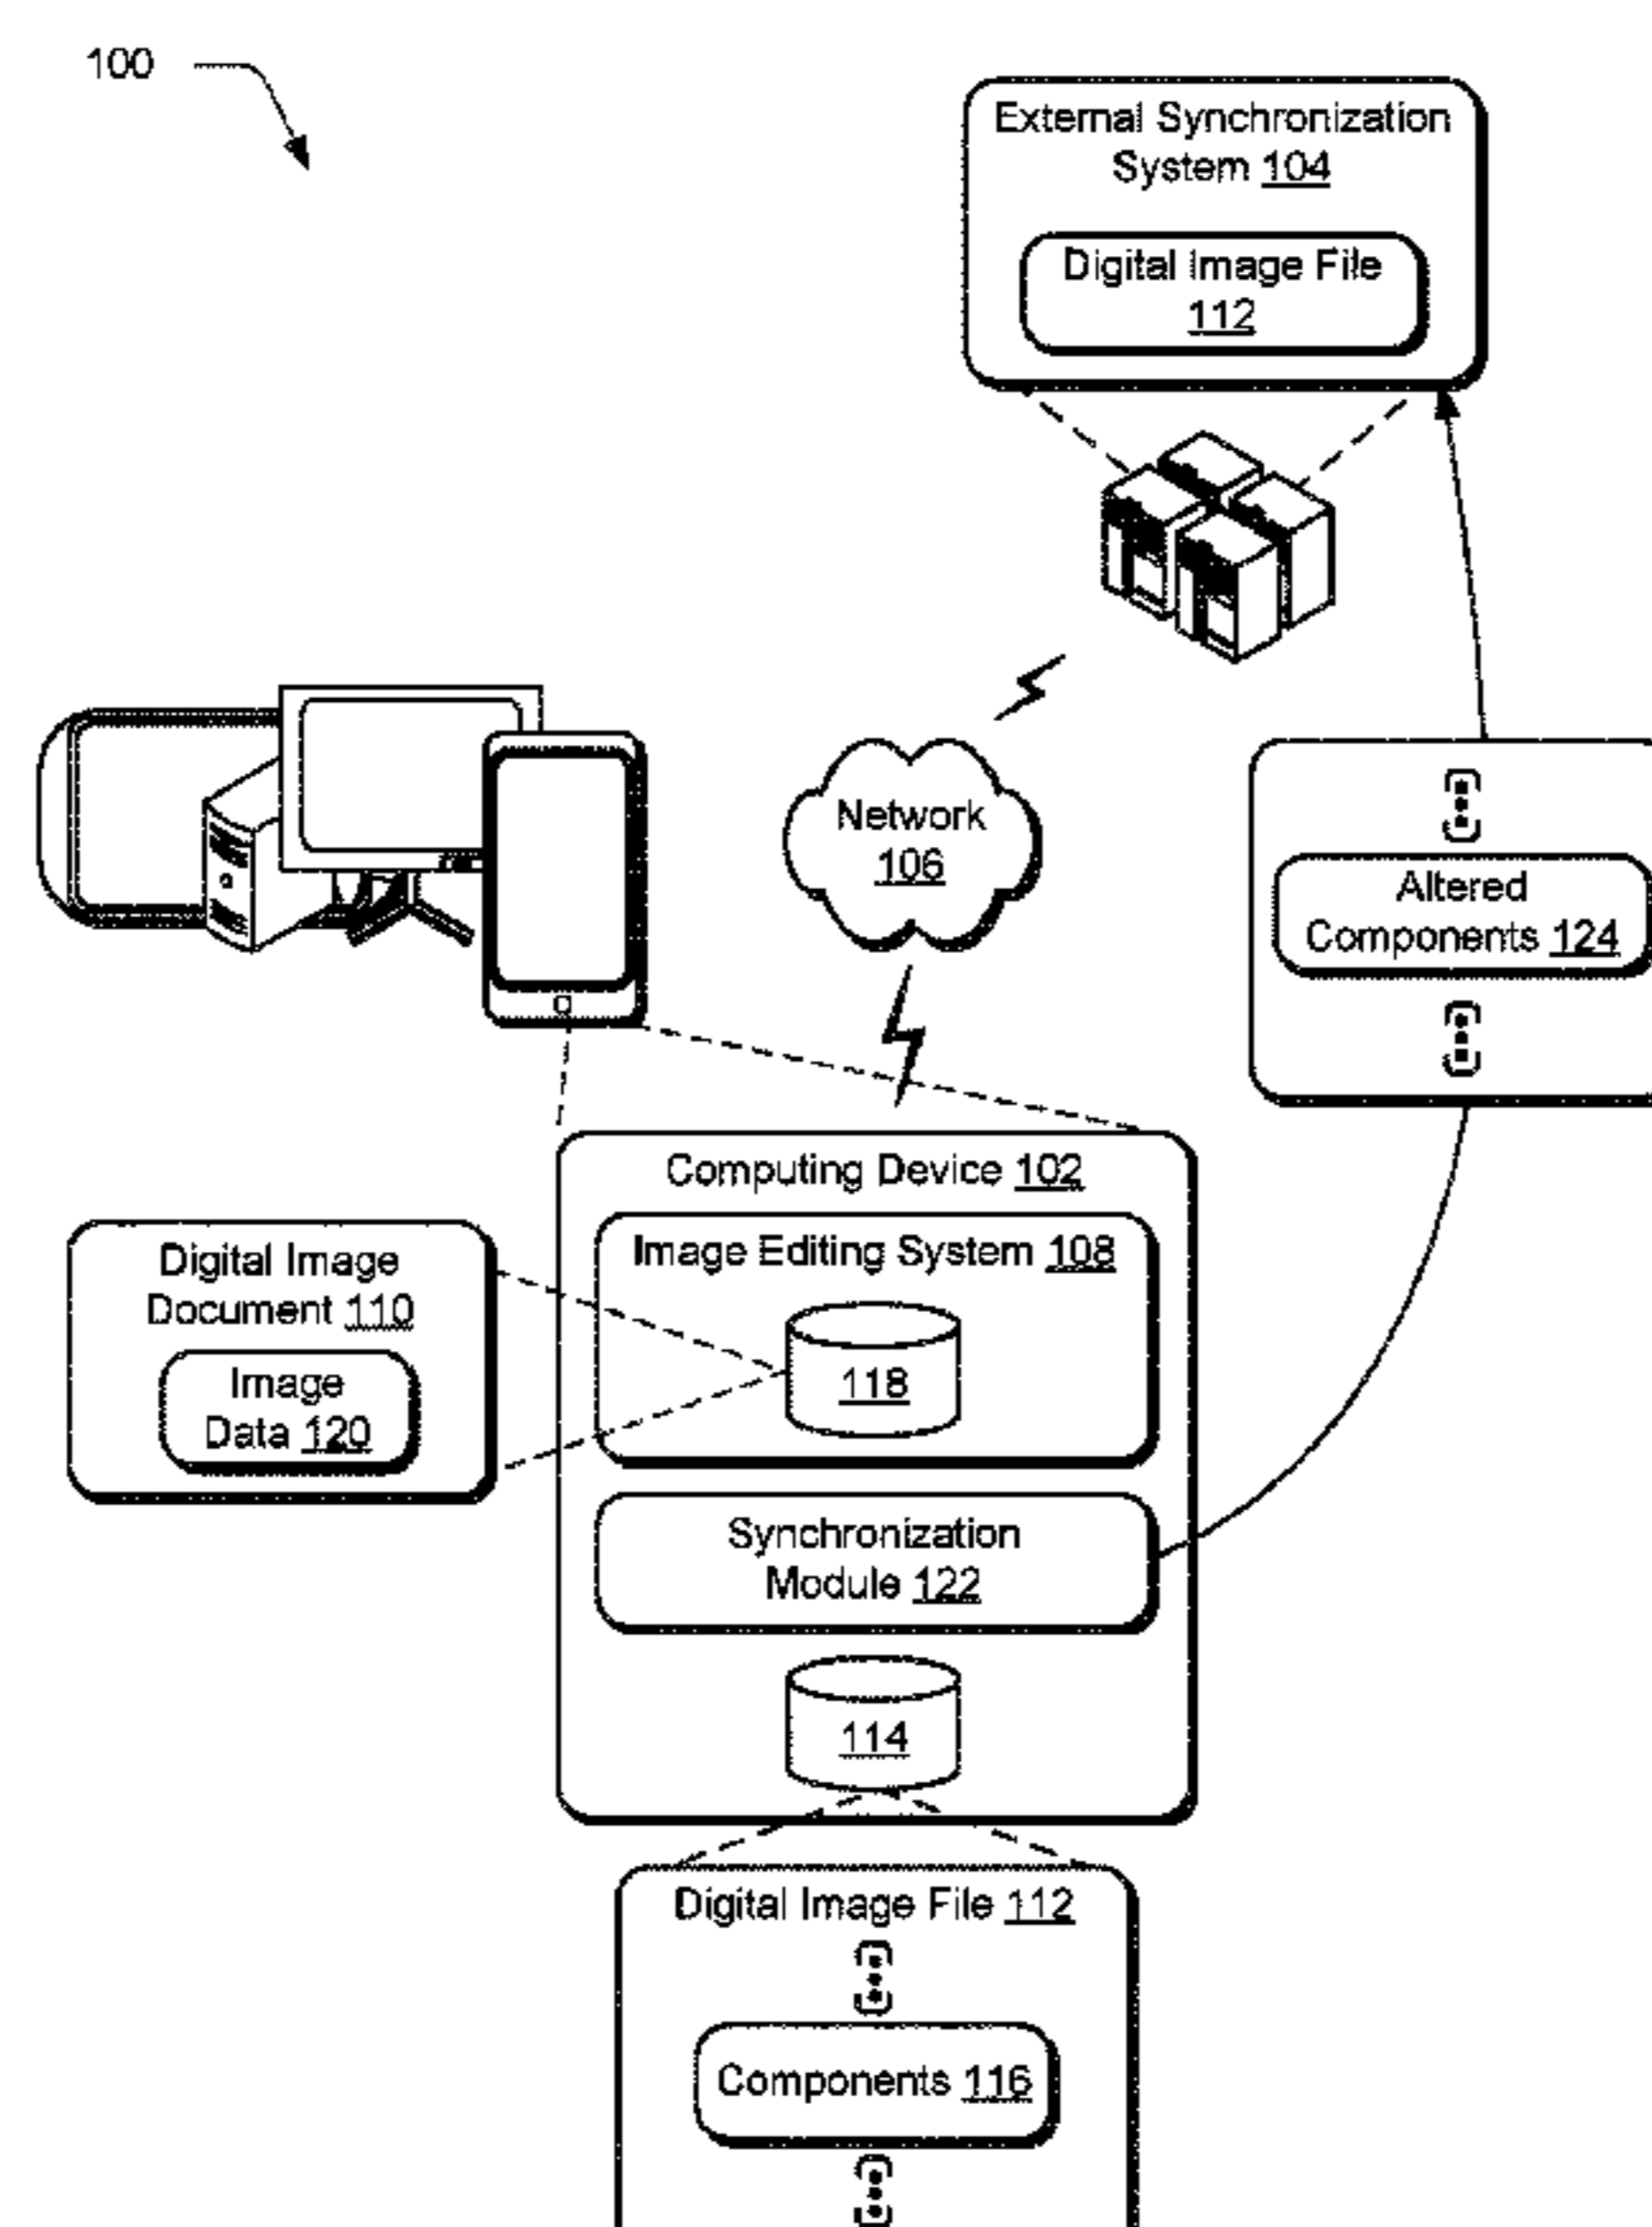 100
External Synchronization
System 104
Digital Image File
112
Network
106
Altered
Components 124
Computing Device 102
Image Editing System 108
118
Digital Image
Document 110
Image
Data 120
Synchronization
Module 122
114
Digital Image File 112
Components 116